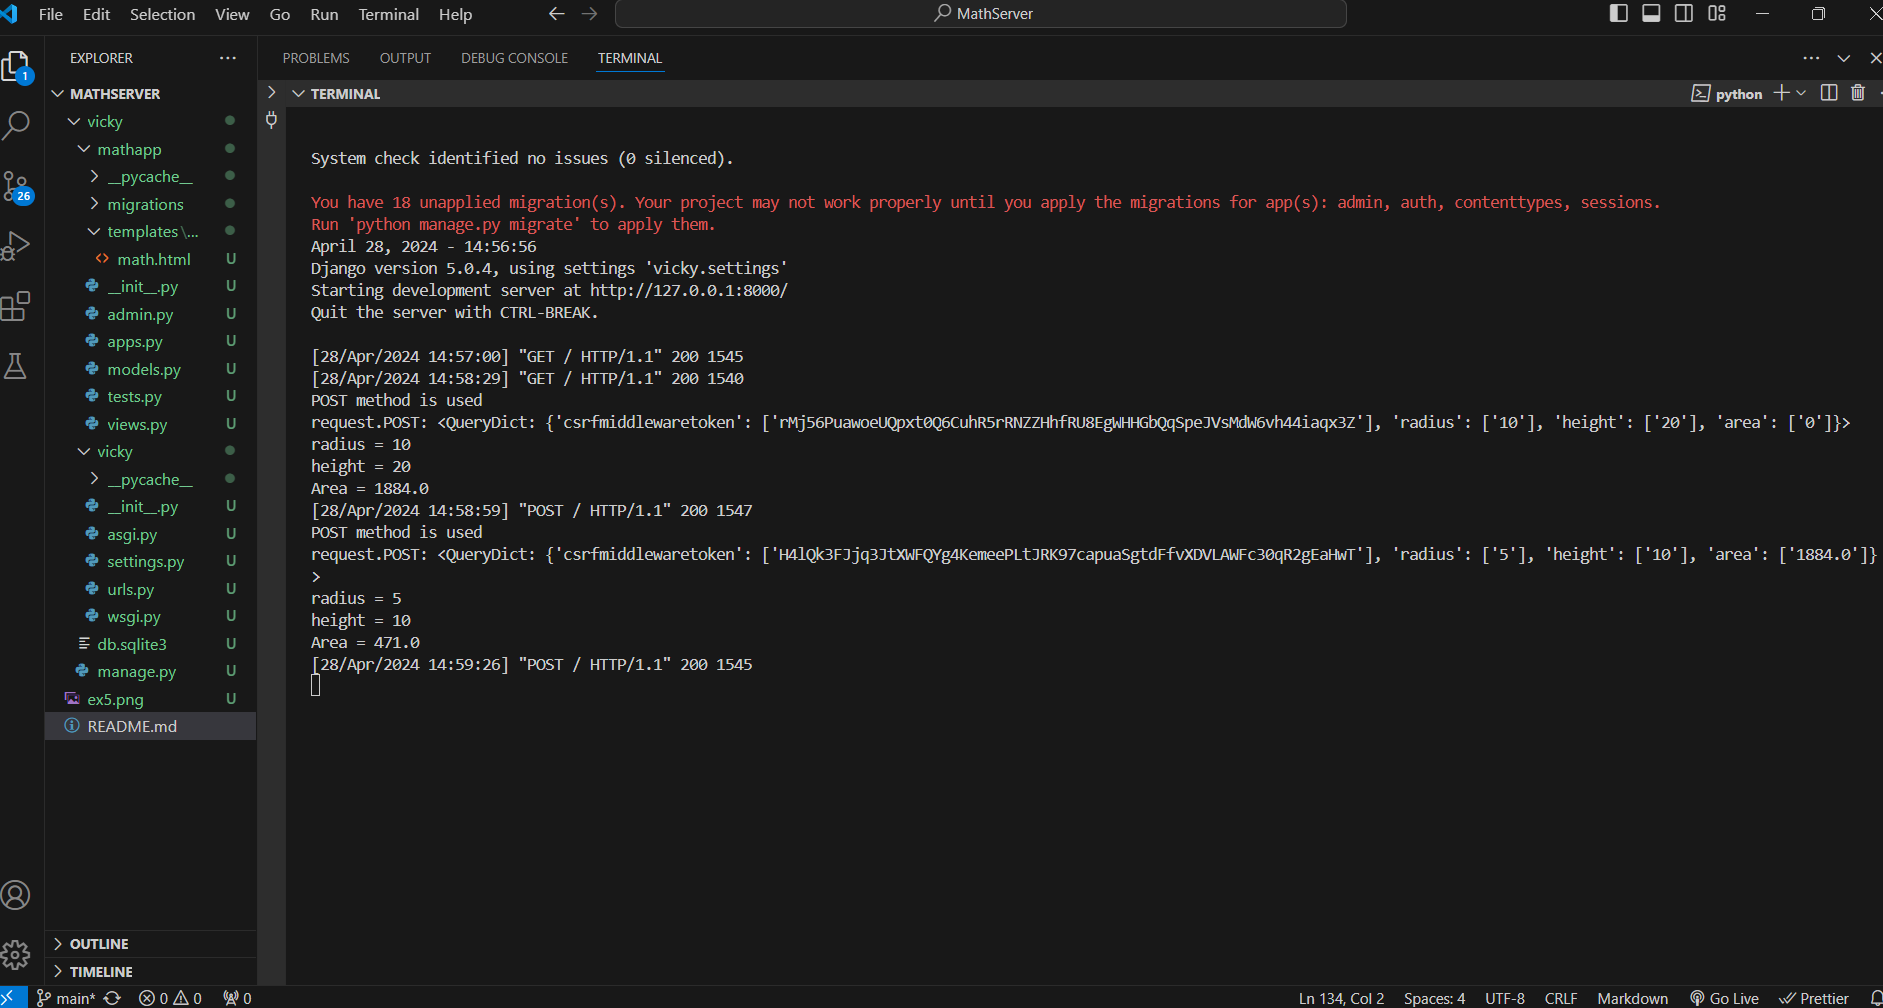 File Edit Selection View Go Run Terminal Help
MathServer
EXPLORER
PROBLEMS OUTPUT DEBUG CONSOLE TERMINAL
1
MATHSERVER
vicky
mathapp
__pycache__
26
migrations
templates\...
math.html U
__init__.py U
admin.py U
apps.py U
models.py U
tests.py U
views.py U
vicky
__pycache__
__init__.py U
asgi.py U
settings.py U
urls.py U
wsgi.py U
db.sqlite3 U
manage.py U
ex5.png U
README.md
OUTLINE
TIMELINE
TERMINAL
python
System check identified no issues (0 silenced).
You have 18 unapplied migration(s). Your project may not work properly until you apply the migrations for app(s): admin, auth, contenttypes, sessions.
Run 'python manage.py migrate' to apply them.
April 28, 2024 - 14:56:56
Django version 5.0.4, using settings 'vicky.settings'
Starting development server at http://127.0.0.1:8000/
Quit the server with CTRL-BREAK.
[28/Apr/2024 14:57:00] "GET / HTTP/1.1" 200 1545
[28/Apr/2024 14:58:29] "GET / HTTP/1.1" 200 1540
POST method is used
request.POST: <QueryDict: {'csrfmiddlewaretoken': ['rMj56PuawoeUQpxt0Q6CuhR5rRNZZHhfRU8EgWHHGbQqSpeJVsMdW6vh44iaqx3Z'], 'radius': ['10'], 'height': ['20'], 'area': ['0']}>
radius = 10
height = 20
Area = 1884.0
[28/Apr/2024 14:58:59] "POST / HTTP/1.1" 200 1547
POST method is used
request.POST: <QueryDict: {'csrfmiddlewaretoken': ['H4lQk3FJjq3JtXWFQYg4KemeePLtJRK97capuaSgtdFfvXDVLAWFc30qR2gEaHwT'], 'radius': ['5'], 'height': ['10'], 'area': ['1884.0']}
>
radius = 5
height = 10
Area = 471.0
[28/Apr/2024 14:59:26] "POST / HTTP/1.1" 200 1545
main* 0 0 0
Ln 134, Col 2 Spaces: 4 UTF-8 CRLF Markdown Go Live Prettier